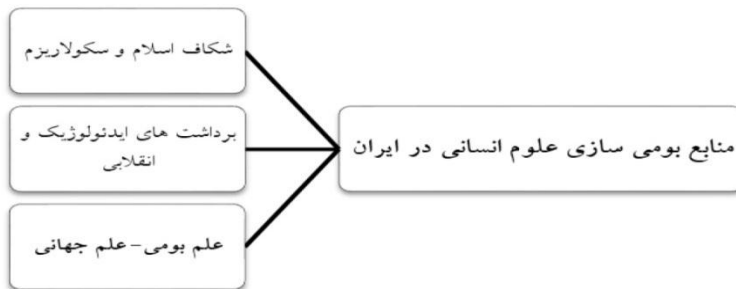 منابع بومی سازی علوم انسانی در ایران
شکاف اسلام و سکولاریزم
برداشت های ایدئولوژیک و
انقلابی
علم بومی- علم جهانی